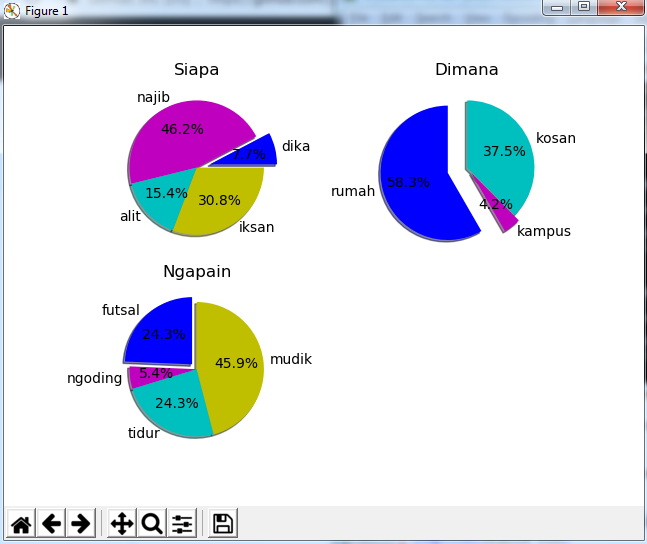 Figure 1
Siapa
najib
46.2%
dika
7.7%
15.4%
30.8%
alit
iksan
Dimana
kosan
37.5%
rumah
58.3%
4.2%
kampus
Ngapain
futsal
24.3%
mudik
45.9%
ngoding
5.4%
24.3%
tidur